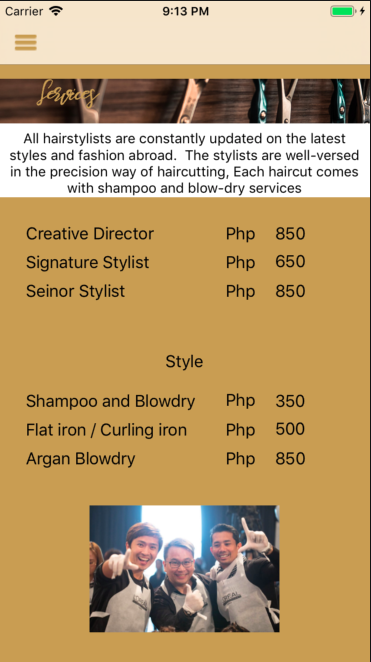 Carrier 9:13 PM
Services
All hairstylists are constantly updated on the latest
styles and fashion abroad.  The stylists are well-versed
in the precision way of haircutting, Each haircut comes
with shampoo and blow-dry services
Creative Director Php 850
Signature Stylist Php 650
Seinor Stylist Php 850
Style
Shampoo and Blowdry Php 350
Flat iron / Curling iron Php 500
Argan Blowdry Php 850